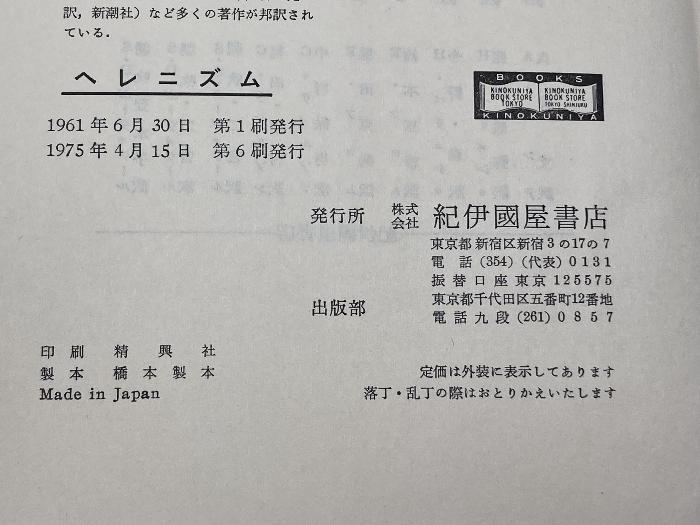 訳，新潮社）など多くの著作が邦訳され
ている．
ヘレニズム
BOOKS
KINOKUNIYA BOOK STORE TOKYO
KINOKUNIYA BOOK STORE TOKYO SHINJUKU
KINOKUNIYA
1961年6月30日 第1刷発行
1975年4月15日 第6刷発行
発行所 株式会社 紀伊國屋書店
東京都新宿区新宿3の17の7
電話(354)(代表)0131
振替口座東京125575
出版部 東京都千代田区五番町12番地
電話九段(261)0857
印刷 精興社
製本 橋本製本
Made in Japan
定価は外装に表示してあります
落丁・乱丁の際はおとりかえいたします